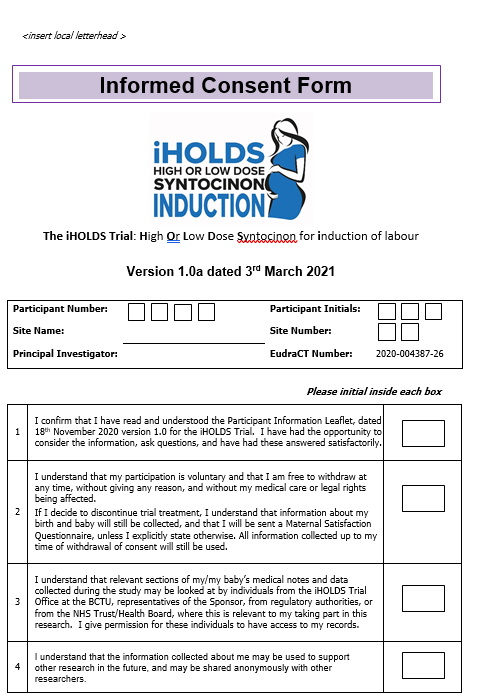 <insert local letterhead >
Informed Consent Form
iHOLDS
HIGH OR LOW DOSE
SYNTOCINON
INDUCTION
The iHOLDS Trial: High Or Low Dose Syntocinon for induction of labour
Version 1.0a dated 3rd March 2021
Participant Number:
Participant Initials:
Site Name:
Site Number:
Principal Investigator:
EudraCT Number: 2020-004387-26
Please initial inside each box
1
I confirm that I have read and understood the Participant Information Leaflet, dated
18th November 2020 version 1.0 for the iHOLDS Trial. I have had the opportunity to
consider the information, ask questions, and have had these answered satisfactorily.
2
I understand that my participation is voluntary and that I am free to withdraw at
any time, without giving any reason, and without my medical care or legal rights
being affected.
If I decide to discontinue trial treatment, I understand that information about my
birth and baby will still be collected, and that I will be sent a Maternal Satisfaction
Questionnaire, unless I explicitly state otherwise. All information collected up to my
time of withdrawal of consent will still be used.
3
I understand that relevant sections of my/my baby's medical notes and data
collected during the study may be looked at by individuals from the iHOLDS Trial
Office at the BCTU, representatives of the Sponsor, from regulatory authorities, or
from the NHS Trust/Health Board, where this is relevant to my taking part in this
research. I give permission for these individuals to have access to my records.
4
I understand that the information collected about me may be used to support
other research in the future, and may be shared anonymously with other
researchers.